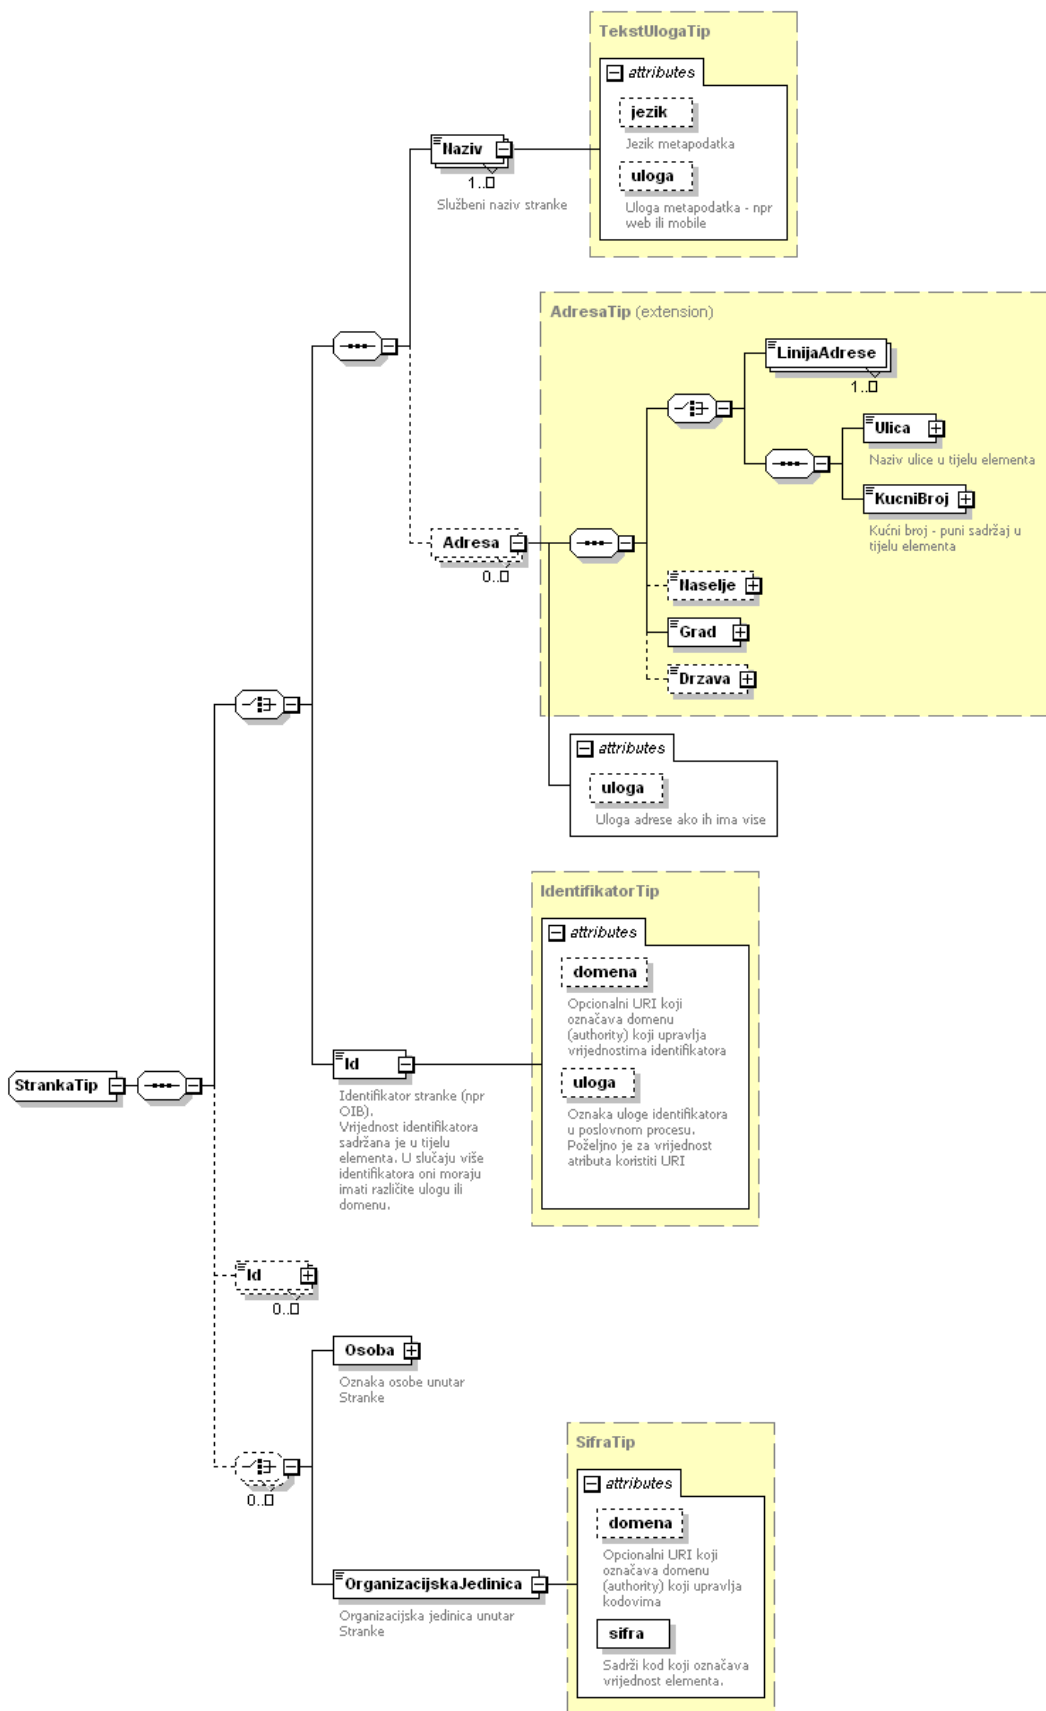 TekstUlogaTip
attributes
jezik
Jezik metapodatka
uloga
Uloga metapodatka - npr
web ili mobile
Naziv
1..
Službeni naziv stranke
AdresaTip (extension)
LinijaAdrese
1..
Ulica
Naziv ulice u tijelu elementa
KucniBroj
Kućni broj - puni sadržaj u
tijelu elementa
Adresa
0..
Naselje
Grad
Drzava
attributes
uloga
Uloga adrese ako ih ima vise
IdentifikatorTip
attributes
domena
Opcionalni URI koji
označava domenu
(authority) koji upravlja
vrijednostima identifikatora
uloga
Oznaka uloge identifikatora
u poslovnom procesu.
Poželjno je za vrijednost
atributa koristiti URI
Id
Identifikator stranke (npr
OIB).
Vrijednost identifikatora
sadržana je u tijelu
elementa. U slučaju više
identifikatora oni moraju
imati različite ulogu ili
domenu.
StrankaTip
Id
0..
Osoba
Oznaka osobe unutar
Stranke
0..
SifraTip
attributes
domena
Opcionalni URI koji
označava domenu
(authority) koji upravlja
kodovima
sifra
Sadrži kod koji označava
vrijednost elementa.
OrganizacijskaJedinica
Organizacijska jedinica unutar
Stranke